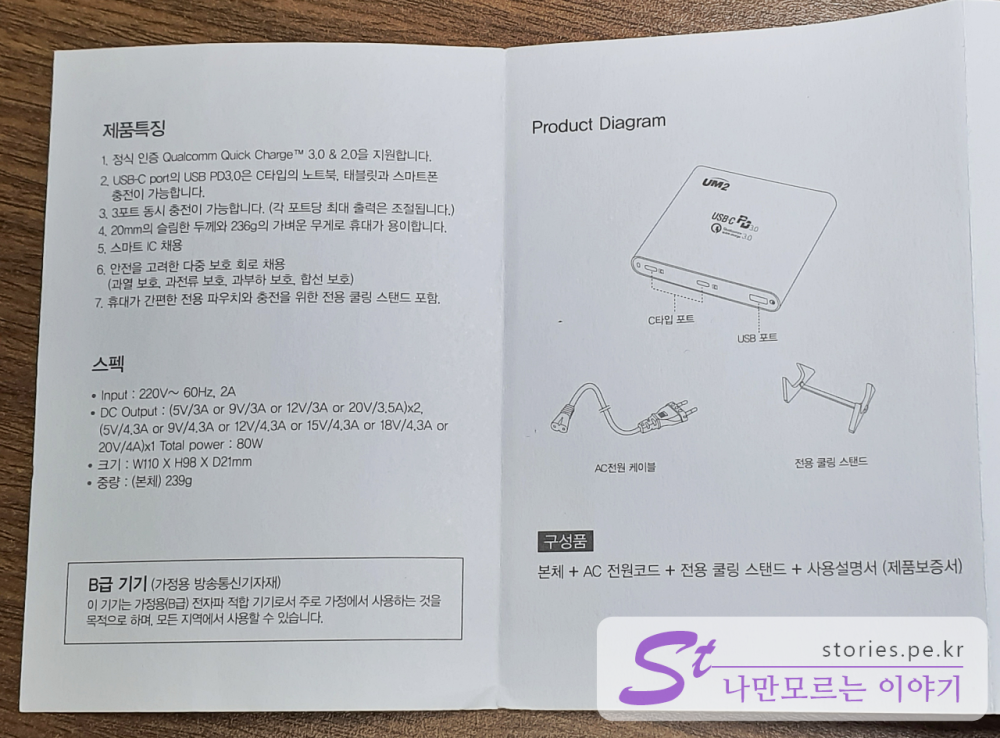 제품특징
1. 정식 인증 Qualcomm Quick Charge™ 3.0 & 2.0을 지원합니다.
2. USB-C port의 USB PD3.0은 C타입의 노트북, 태블릿과 스마트폰
충전이 가능합니다.
3. 3포트 동시 충전이 가능합니다. (각 포트당 최대 출력은 조절됩니다.)
4. 20mm의 슬림한 두께와 236g의 가벼운 무게로 휴대가 용이합니다.
5. 스마트 IC 채용
6. 안전을 고려한 다중 보호 회로 채용
(과열 보호, 과전류 보호, 과부하 보호, 합선 보호)
7. 휴대가 간편한 전용 파우치와 충전을 위한 전용 쿨링 스탠드 포함.
스펙
• Input : 220V~ 60Hz, 2A
• DC Output : (5V/3A or 9V/3A or 12V/3A or 20V/3.5A)x2,
(5V/4.3A or 9V/4.3A or 12V/4.3A or 15V/4.3A or 18V/4.3A or
20V/4A)x1 Total power : 80W
• 크기 : W110 X H98 X D21mm
• 중량 : (본체) 239g
B급 기기 (가정용 방송통신기자재)
이 기기는 가정용(B급) 전자파 적합 기기로서 주로 가정에서 사용하는 것을
목적으로 하며, 모든 지역에서 사용할 수 있습니다.
Product Diagram
UM2
USB-C PD 3.0
Qualcomm
quick charge 3.0
C타입 포트
USB 포트
AC전원 케이블
전용 쿨링 스탠드
구성품
본체 + AC 전원코드 + 전용 쿨링 스탠드 + 사용설명서 (제품보증서)
St
stories.pe.kr
나만모르는 이야기